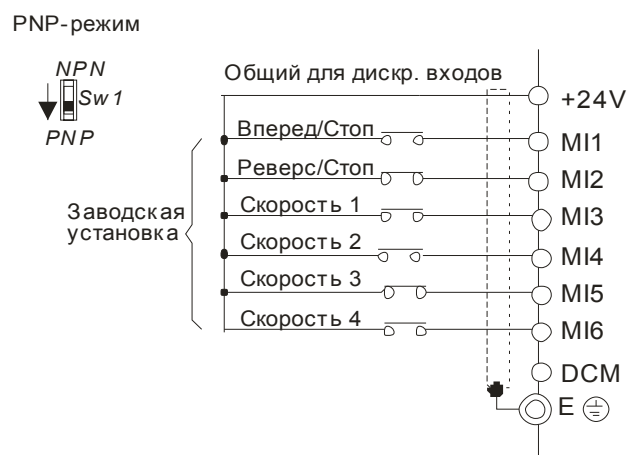 PNP-режим
NPN
Sw1
PNP
Общий для дискр. входов
+24V
Вперед/Стоп
MI1
Реверс/Стоп
MI2
Заводская
установка
Скорость 1
MI3
Скорость 2
MI4
Скорость 3
MI5
Скорость 4
MI6
DCM
E